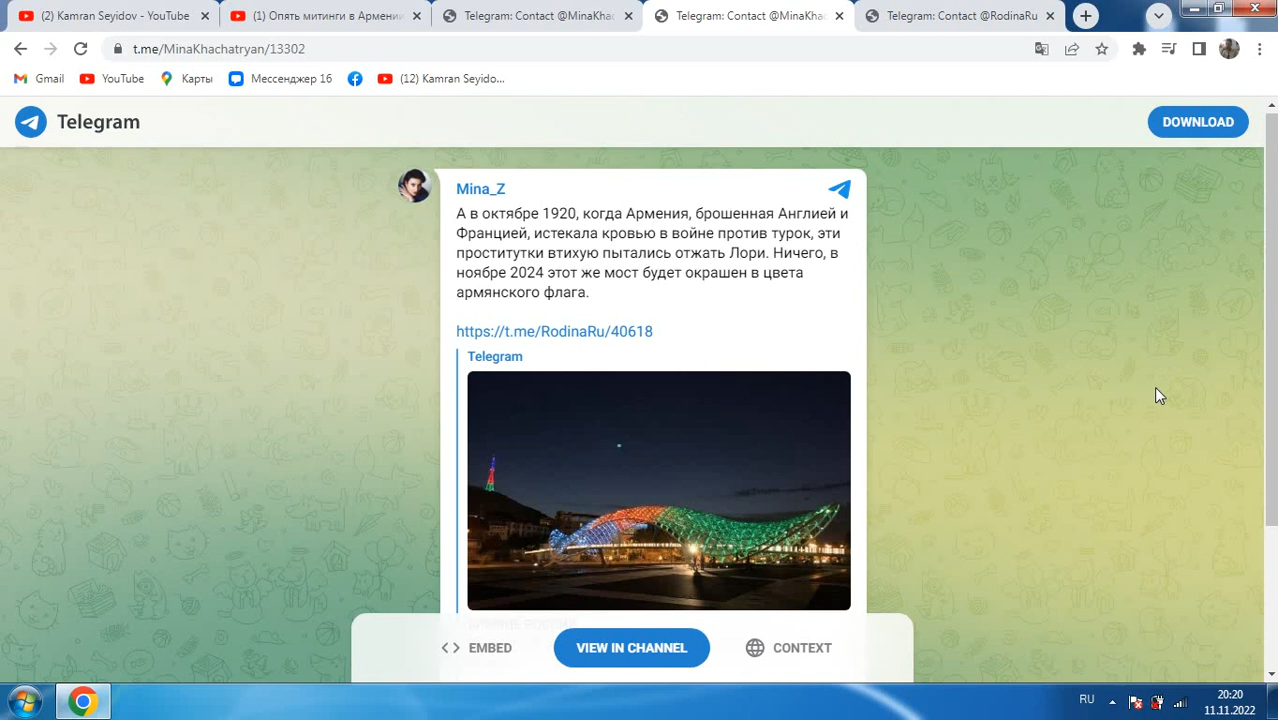 (2) Kamran Seyidov - YouTube
(1) Опять митинги в Армении
Telegram: Contact @MinaKhac
Telegram: Contact @MinaKha
Telegram: Contact @RodinaRu
t.me/MinaKhachatryan/13302
Gmail
YouTube
Карты
Мессенджер 16
(12) Kamran Seyido...
Telegram
DOWNLOAD
Mina_Z
А в октябре 1920, когда Армения, брошенная Англией и
Францией, истекала кровью в войне против турок, эти
проститутки втихую пытались отжать Лори. Ничего, в
ноябре 2024 этот же мост будет окрашен в цвета
армянского флага.
https://t.me/RodinaRu/40618
Telegram
EMBED
VIEW IN CHANNEL
CONTEXT
RU
20:20
11.11.2022